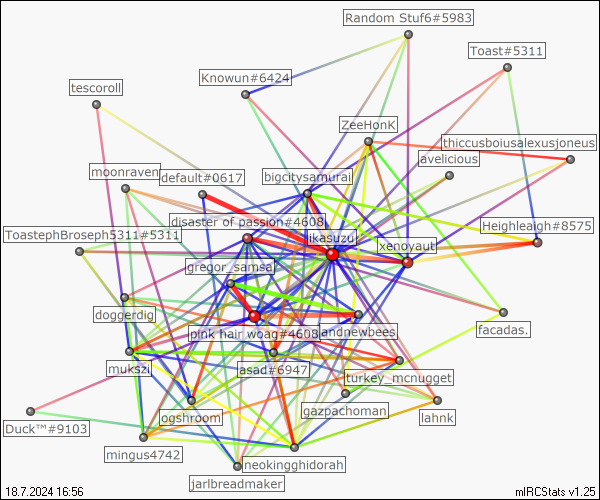 Random Stuf6#5983
Toast#5311
Knowun#6424
tescoroll
ZeeHonK
thiccusboiusalexusjoneus
avelicious
moonraven
default#0617
bigcitysamurai
disaster of passion#4608
Heighleaigh#8575
ToastephBroseph5311#5311
ikasuzu
xenoyaut
gregor_samsa
doggerdig
pink hair woag#4608
andnewbees
facadas.
mukszi
asad#6947
turkey_mcnugget
ogshroom
gazpachoman
lahnk
Duck™#9103
mingus4742
neokingghidorah
jarlbreadmaker
18.7.2024 16:56
mIRCStats v1.25